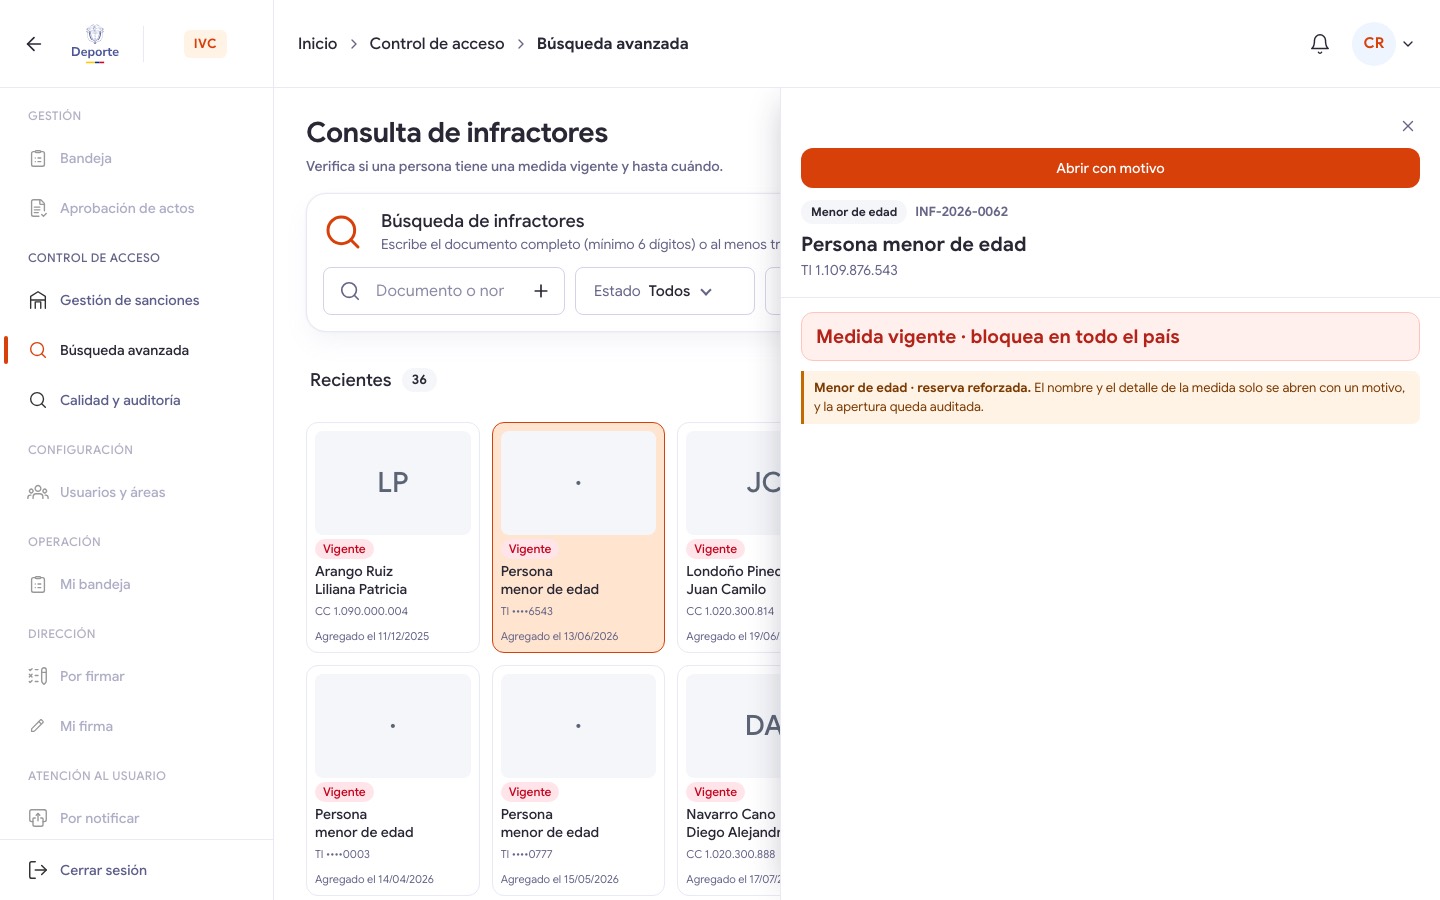 Deporte
IVC
Inicio > Control de acceso > Búsqueda avanzada
CR
GESTIÓN
Bandeja
Aprobación de actos
CONTROL DE ACCESO
Gestión de sanciones
Búsqueda avanzada
Calidad y auditoría
CONFIGURACIÓN
Usuarios y áreas
OPERACIÓN
Mi bandeja
DIRECCIÓN
Por firmar
Mi firma
ATENCIÓN AL USUARIO
Por notificar
Cerrar sesión
Consulta de infractores
Verifica si una persona tiene una medida vigente y hasta cuándo.
Búsqueda de infractores
Escribe el documento completo (mínimo 6 dígitos) o al menos tr
Documento o nor
Estado Todos
Recientes 36
LP
Vigente
Arango Ruiz
Liliana Patricia
CC 1.090.000.004
Agregado el 11/12/2025
·
Vigente
Persona
menor de edad
TI ••••6543
Agregado el 13/06/2026
JC
Vigente
Londoño Pined
Juan Camilo
CC 1.020.300.814
Agregado el 19/06/
·
Vigente
Persona
menor de edad
TI ••••0003
Agregado el 14/04/2026
·
Vigente
Persona
menor de edad
TI ••••0777
Agregado el 15/05/2026
DA
Vigente
Navarro Cano
Diego Alejandr
CC 1.020.300.888
Agregado el 17/07/2
Abrir con motivo
Menor de edad INF-2026-0062
Persona menor de edad
TI 1.109.876.543
Medida vigente · bloquea en todo el país
Menor de edad · reserva reforzada. El nombre y el detalle de la medida solo se abren con un motivo,
y la apertura queda auditada.